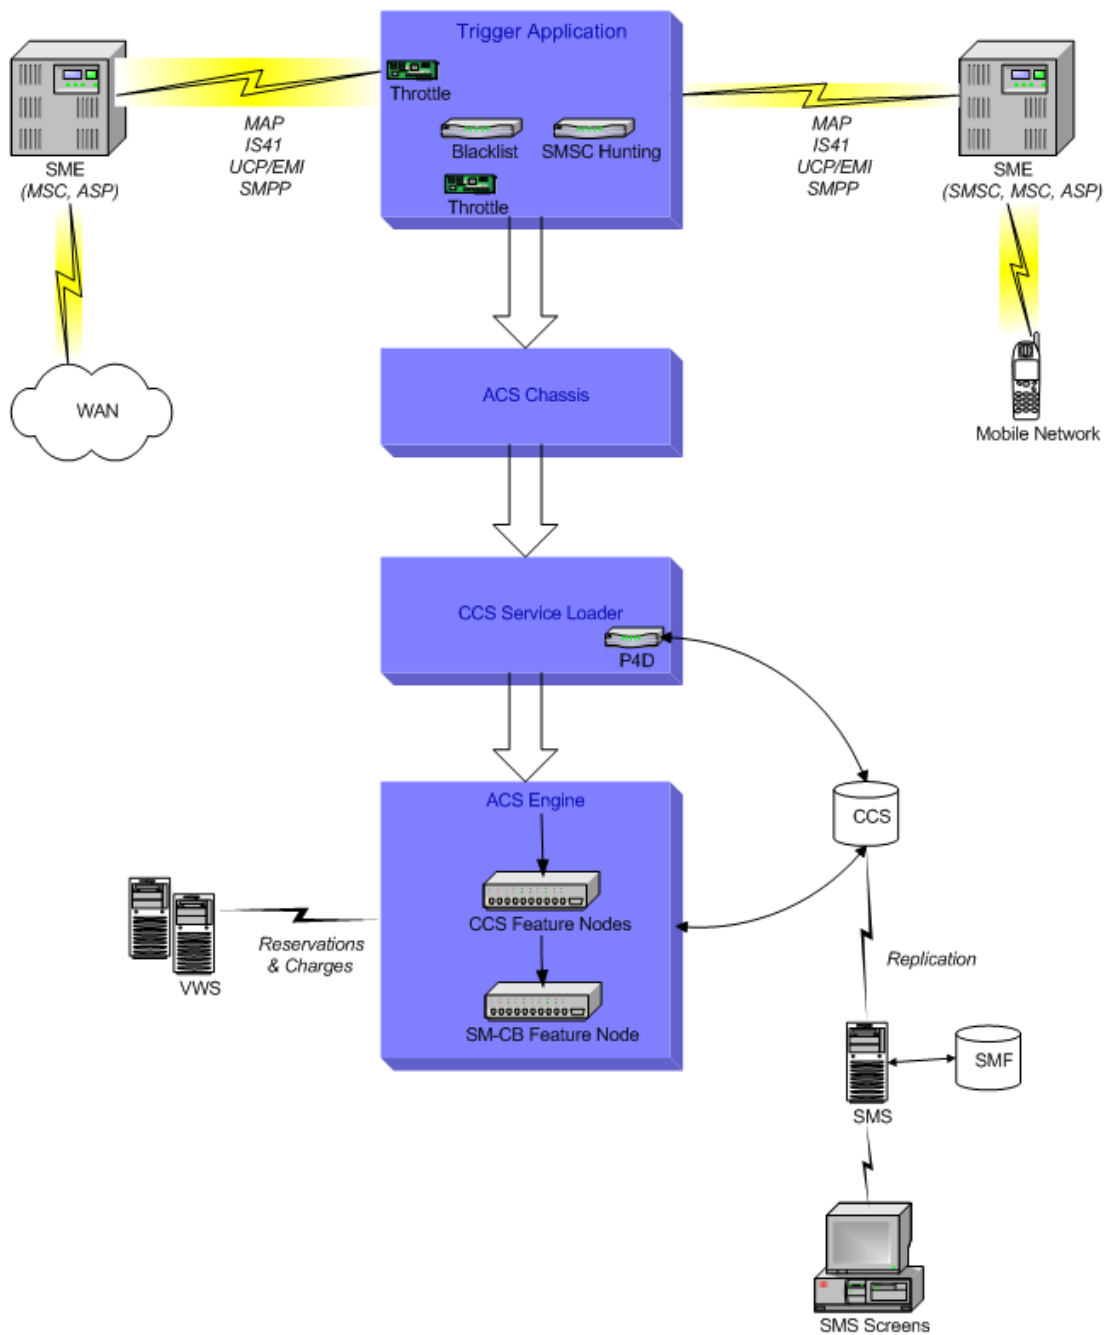 Trigger Application
Throttle
Blacklist
SMSC Hunting
Throttle
SME
(MSC, ASP)
MAP
IS41
UCP/EMI
SMPP
MAP
IS41
UCP/EMI
SMPP
SME
(SMSC, MSC, ASP)
WAN
Mobile Network
ACS Chassis
CCS Service Loader
P4D
ACS Engine
CCS
CCS Feature Nodes
Reservations
& Charges
VWS
Replication
SM-CB Feature Node
SMF
SMS
SMS Screens